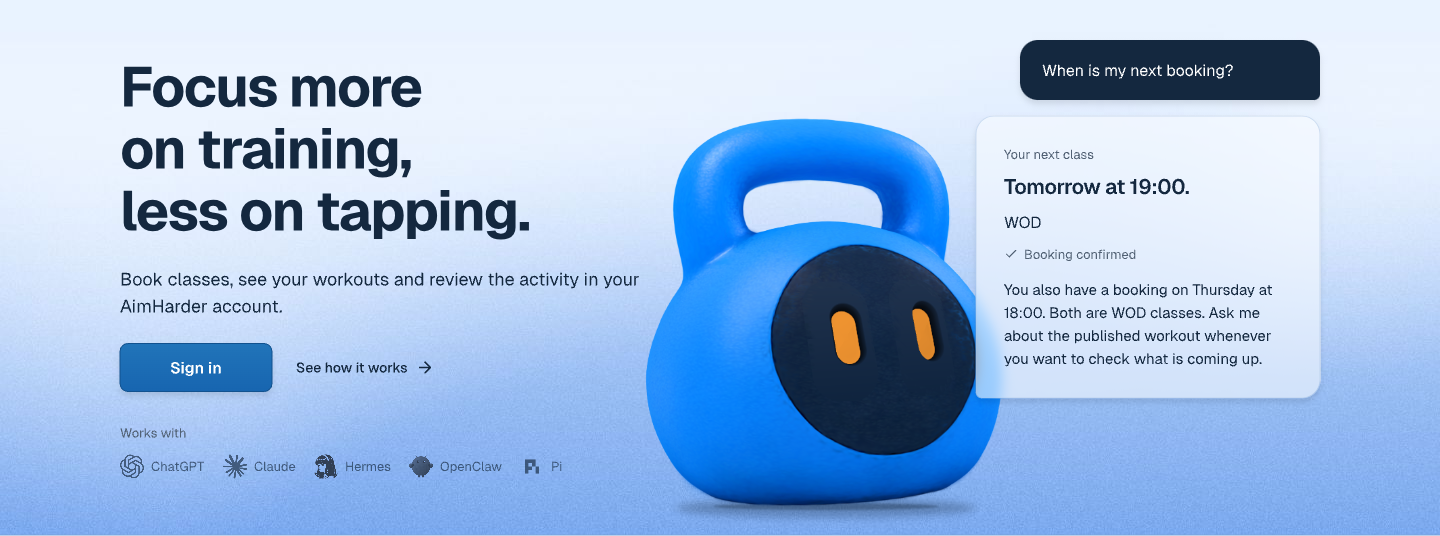 Focus more
on training,
less on tapping.
Book classes, see your workouts and review the activity in your
AimHarder account.
Sign in
See how it works
Works with
ChatGPT
Claude
Hermes
OpenClaw
Pi
When is my next booking?
Your next class
Tomorrow at 19:00.
WOD
Booking confirmed
You also have a booking on Thursday at
18:00. Both are WOD classes. Ask me
about the published workout whenever
you want to check what is coming up.